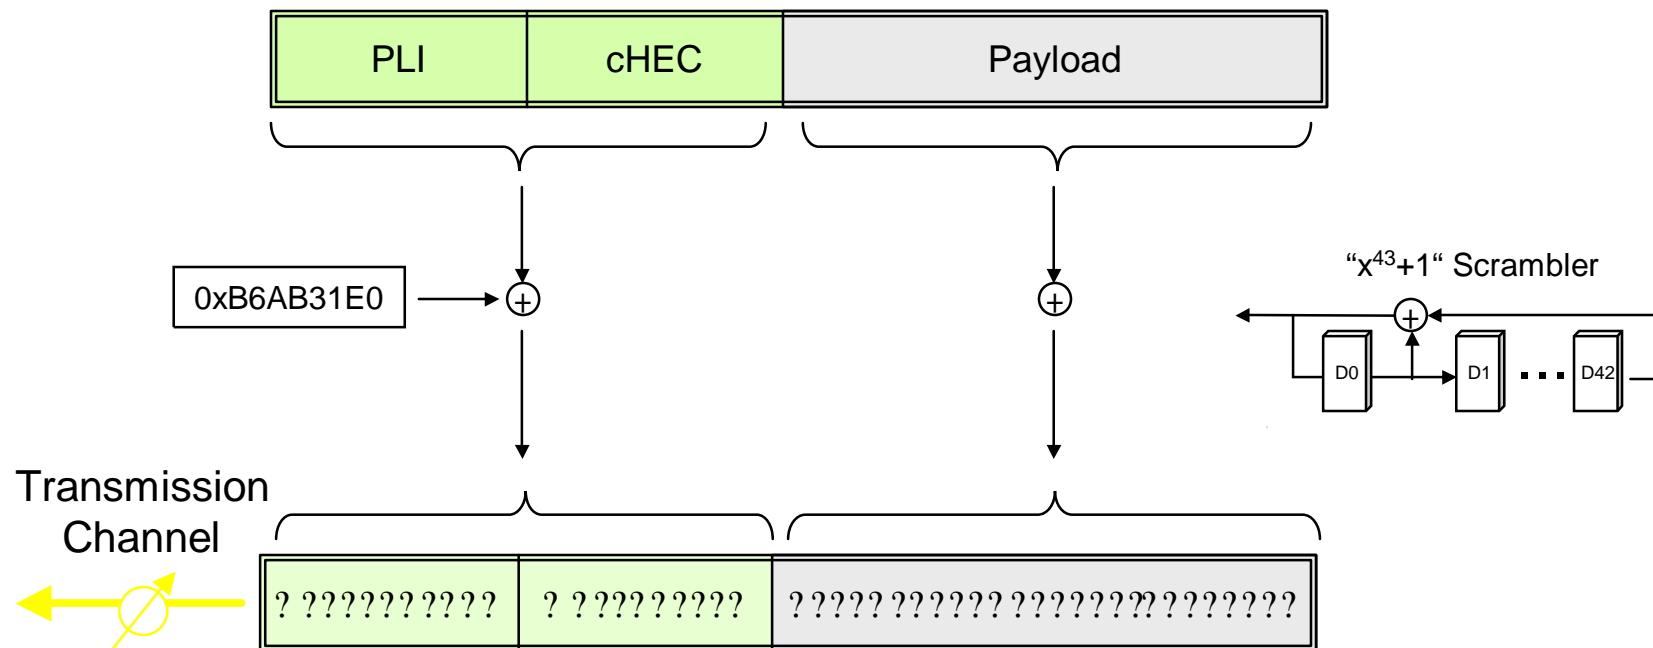 PLI cHEC Payload
“x⁴³+1“ Scrambler
0xB6AB31E0 + + +
D0 D1 D42
Transmission
Channel
? ?????????? ? ? ???????? ????? ?????? ????????????????